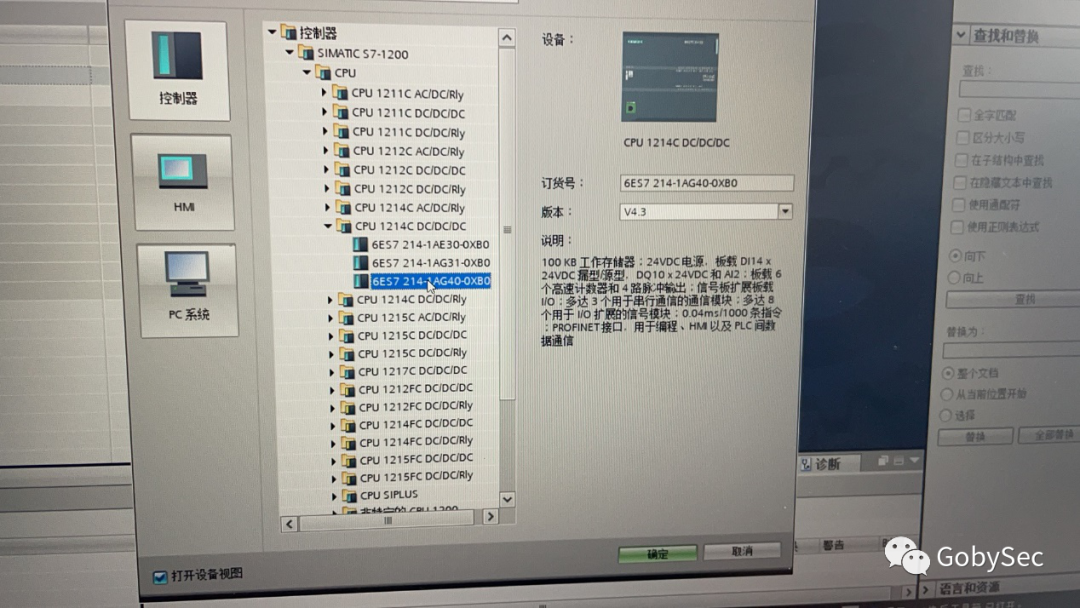 控制器
HMI
PC 系统
控制器
SIMATIC S7-1200
CPU
CPU 1211C AC/DC/Rly
CPU 1211C DC/DC/DC
CPU 1211C DC/DC/Rly
CPU 1212C AC/DC/Rly
CPU 1212C DC/DC/DC
CPU 1212C DC/DC/Rly
CPU 1214C AC/DC/Rly
CPU 1214C DC/DC/DC
6ES7 214-1AE30-0XB0
6ES7 214-1AG31-0XB0
6ES7 214-1AG40-0XB0
CPU 1214C DC/DC/Rly
CPU 1215C AC/DC/Rly
CPU 1215C DC/DC/DC
CPU 1215C DC/DC/Rly
CPU 1217C DC/DC/DC
CPU 1212FC DC/DC/DC
CPU 1212FC DC/DC/Rly
CPU 1214FC DC/DC/DC
CPU 1214FC DC/DC/Rly
CPU 1215FC DC/DC/DC
CPU 1215FC DC/DC/Rly
CPU SIPLUS
非特定的 CPU 1200
设备：
CPU 1214C DC/DC/DC
订货号：
6ES7 214-1AG40-0XB0
版本：
V4.3
说明：
100 KB 工作存储器；24VDC 电源，板载 DI14 x
24VDC 漏型/源型，DQ10 x 24VDC 和 AI2；板载 6
个高速计数器和 4 路脉冲输出；信号板扩展板载
I/O；多达 3 个用于串行通信的通信模块；多达 8
个用于 I/O 扩展的信号模块；0.04ms/1000 条指令
；PROFINET 接口，用于编程、HMI 以及 PLC 间数
据通信
打开设备视图
确定
取消
查找和替换
查找：
全字匹配
区分大小写
在子结构中查找
在隐藏文本中查找
使用通配符
使用正则表达式
向下
向上
查找
替换为：
整个文档
从当前位置开始
选择
替换
全部替换
诊断
警告
语言和资源
GobySec